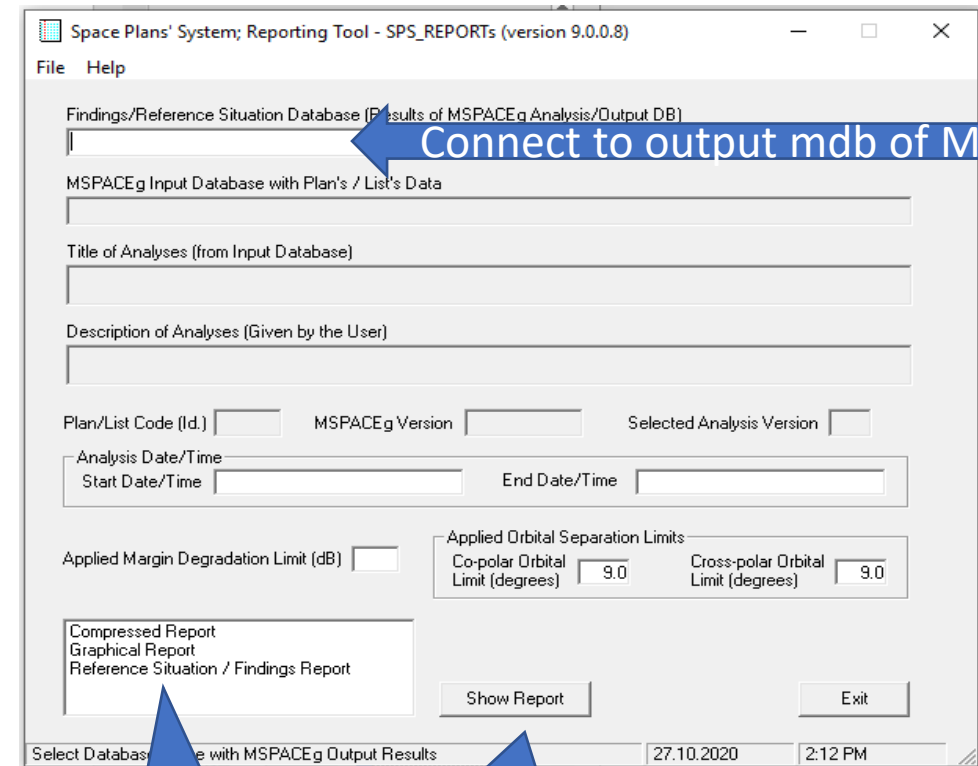 Space Plans' System; Reporting Tool - SPS_REPORTs (version 9.0.0.8)
File Help
Findings/Reference Situation Database (Results of MSPACEg Analysis/Output DB)
Connect to output mdb of M
MSPACEg Input Database with Plan's / List's Data
Title of Analyses (from Input Database)
Description of Analyses (Given by the User)
Plan/List Code (Id.) MSPACEg Version Selected Analysis Version
Analysis Date/Time
Start Date/Time End Date/Time
Applied Margin Degradation Limit (dB)
Applied Orbital Separation Limits
Co-polar Orbital Limit (degrees) 9.0 Cross-polar Orbital Limit (degrees) 9.0
Compressed Report
Graphical Report
Reference Situation / Findings Report
Show Report Exit
Select Databas e with MSPACEg Output Results 27.10.2020 2:12 PM